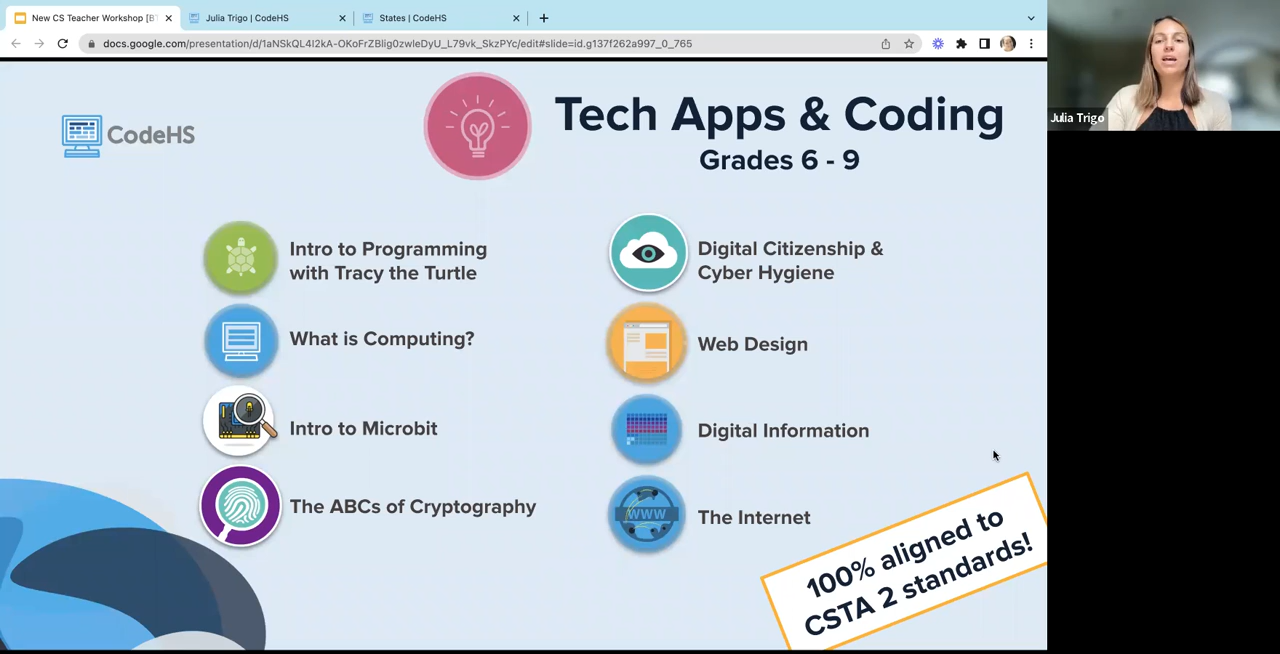 New CS Teacher Workshop [BT
Julia Trigo | CodeHS
States | CodeHS
docs.google.com/presentation/d/1aNSkQL4I2kA-OKoFrZBlig0zwleDyU_L79vk_SkzPYc/edit#slide=id.g137f262a997_0_765
CodeHS
Tech Apps & Coding
Grades 6 - 9
Intro to Programming
with Tracy the Turtle
What is Computing?
Intro to Microbit
The ABCs of Cryptography
Digital Citizenship &
Cyber Hygiene
Web Design
Digital Information
WWW
The Internet
100% aligned to
CSTA 2 standards!
Julia Trigo